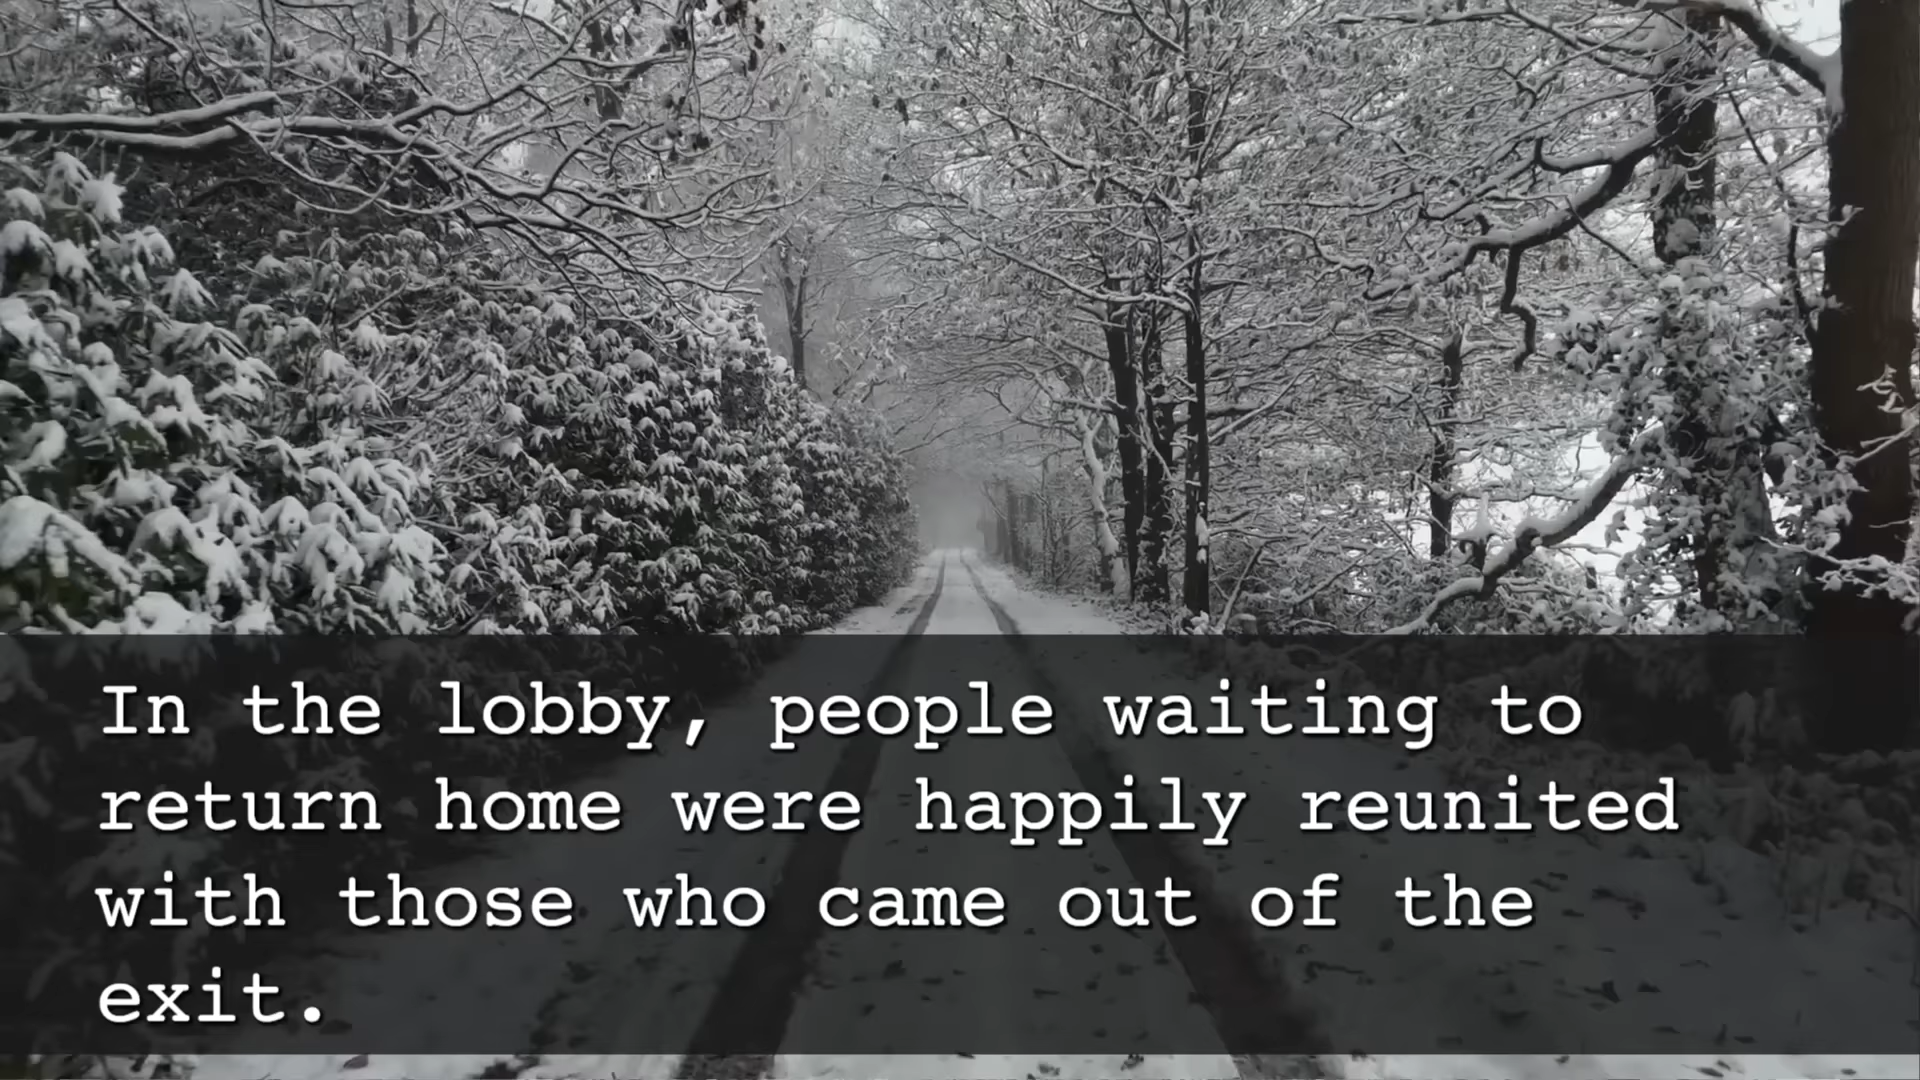 In the lobby, people waiting to
return home were happily reunited
with those who came out of the
exit.